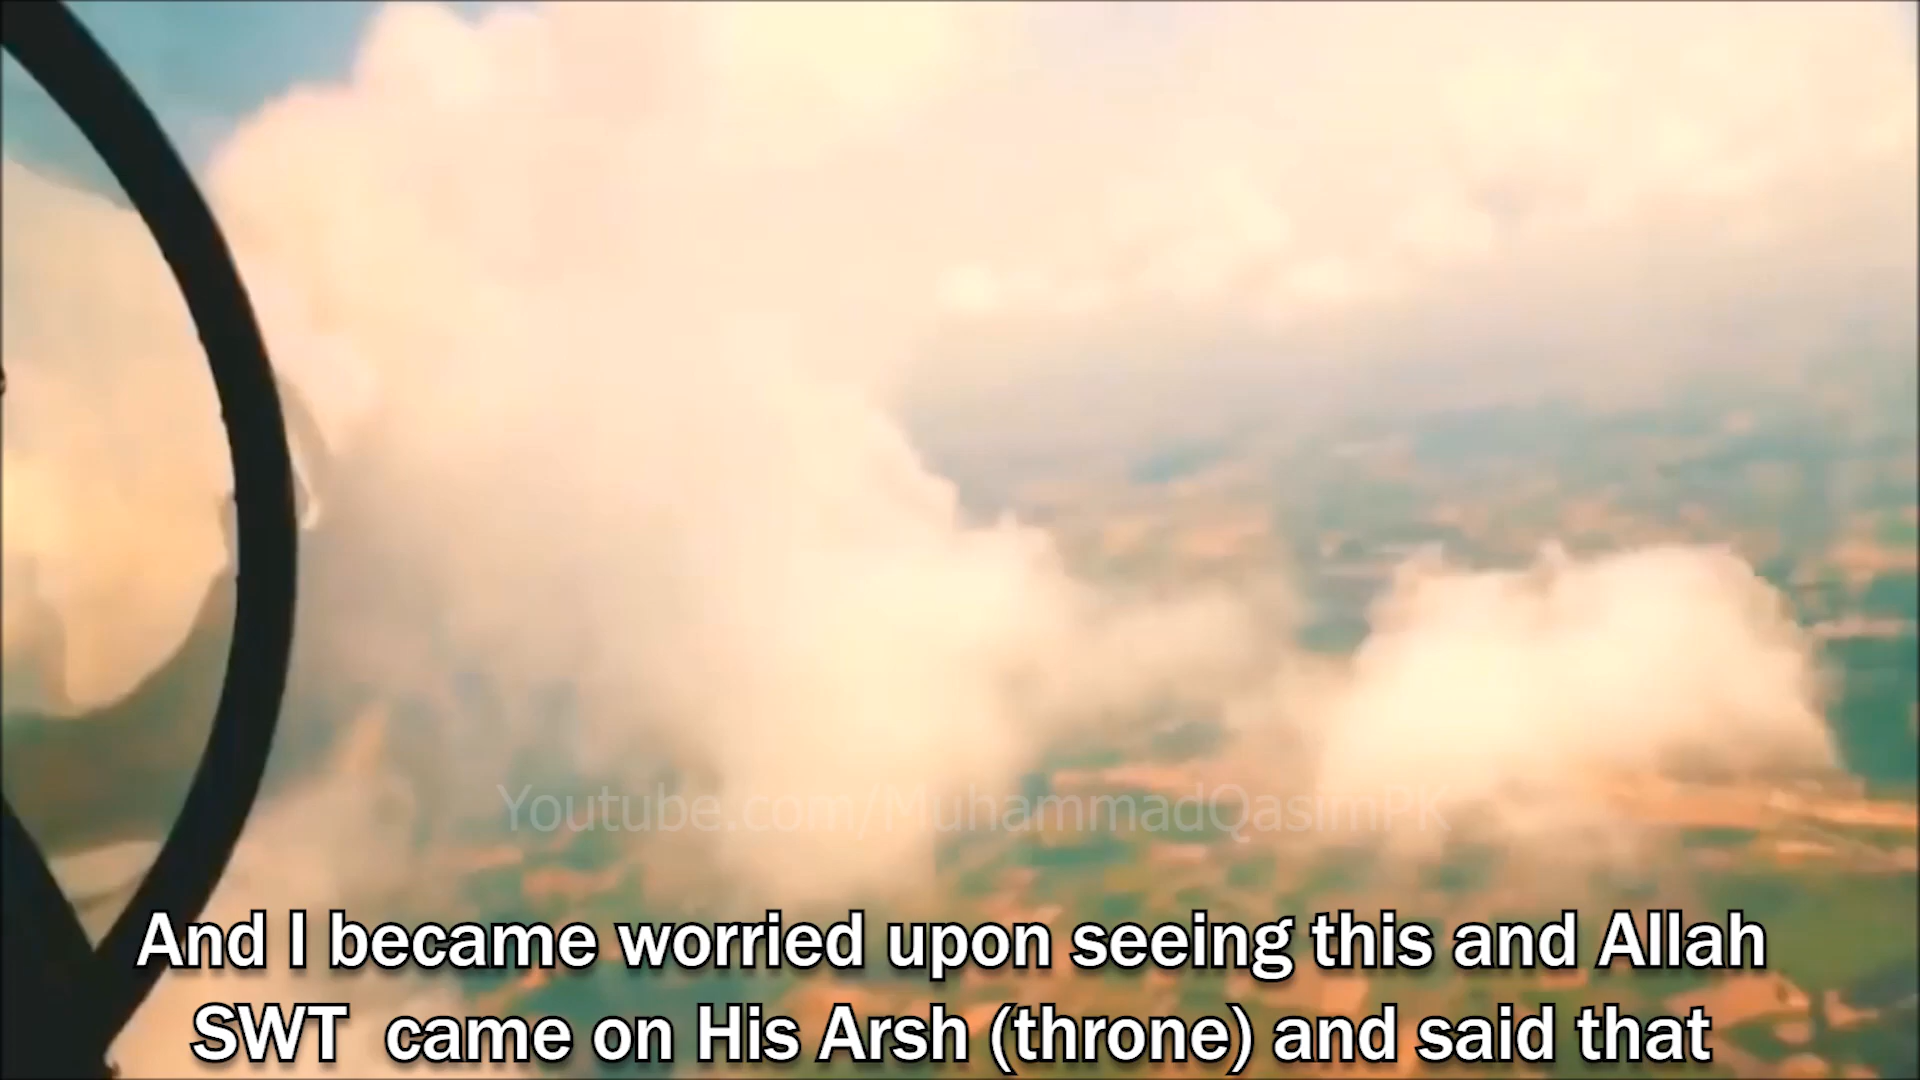 Youtube.com/MuhammadQasimPK
And I became worried upon seeing this and Allah
SWT came on His Arsh (throne) and said that